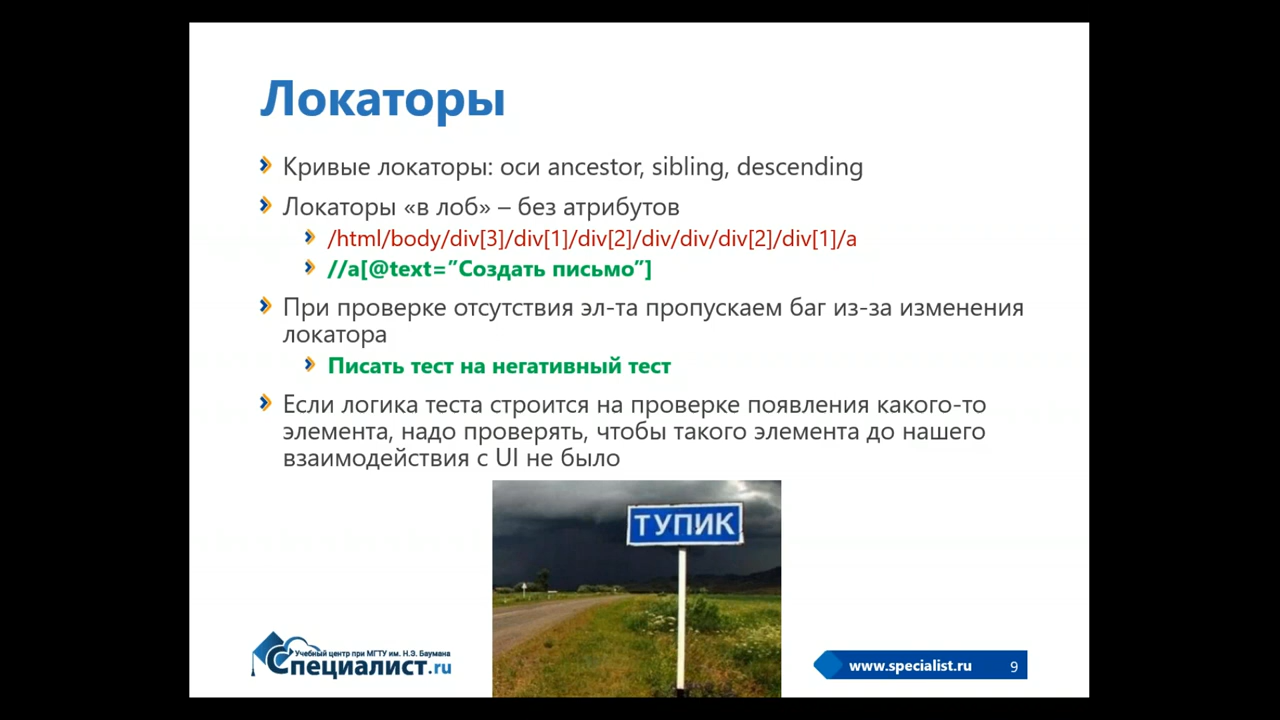 Локаторы
Кривые локаторы: оси ancestor, sibling, descending
Локаторы «в лоб» – без атрибутов
/html/body/div[3]/div[1]/div[2]/div/div/div[2]/div[1]/a
//a[@text=”Создать письмо”]
При проверке отсутствия эл-та пропускаем баг из-за изменения
локатора
Писать тест на негативный тест
Если логика теста строится на проверке появления какого-то
элемента, надо проверять, чтобы такого элемента до нашего
взаимодействия с UI не было
ТУПИК
Учебный центр при МГТУ им. Н.Э. Баумана
Специалист.ru
www.specialist.ru 9